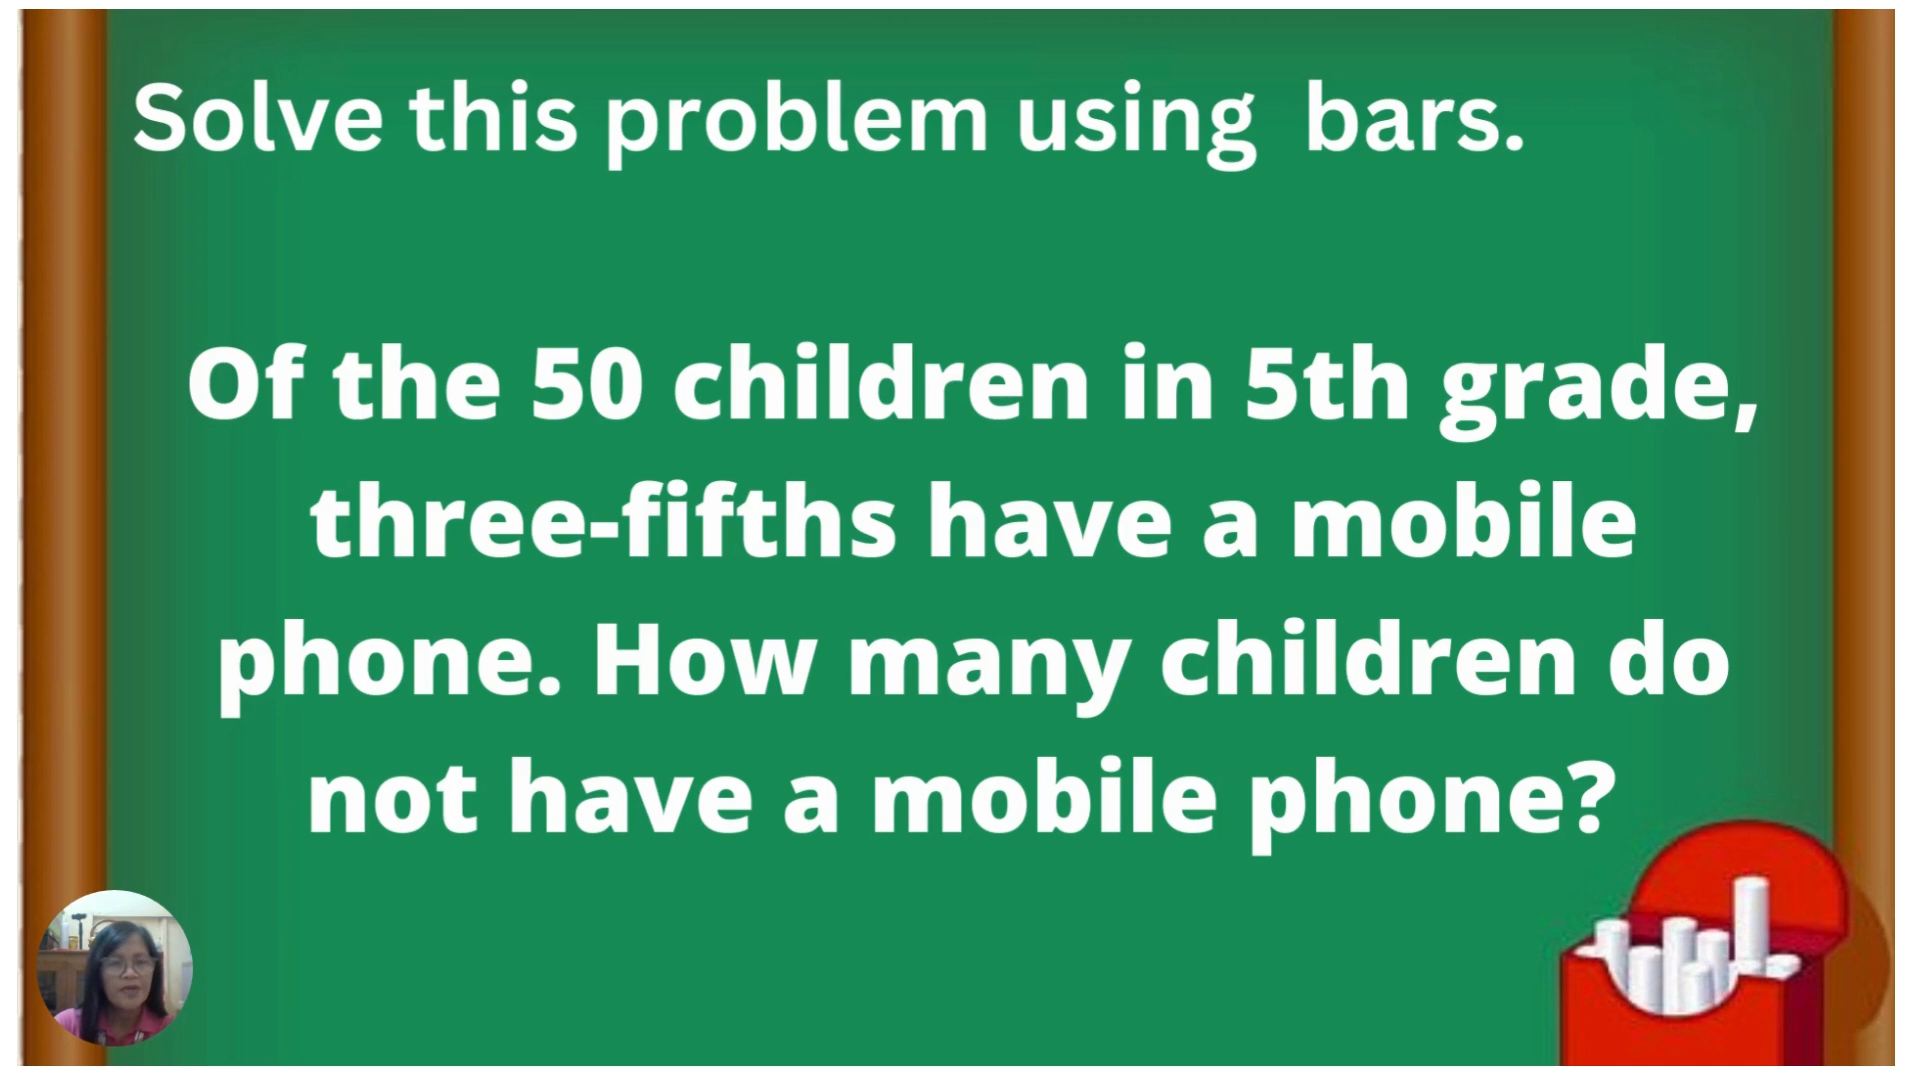 Solve this problem using bars.
Of the 50 children in 5th grade,
three-fifths have a mobile
phone. How many children do
not have a mobile phone?